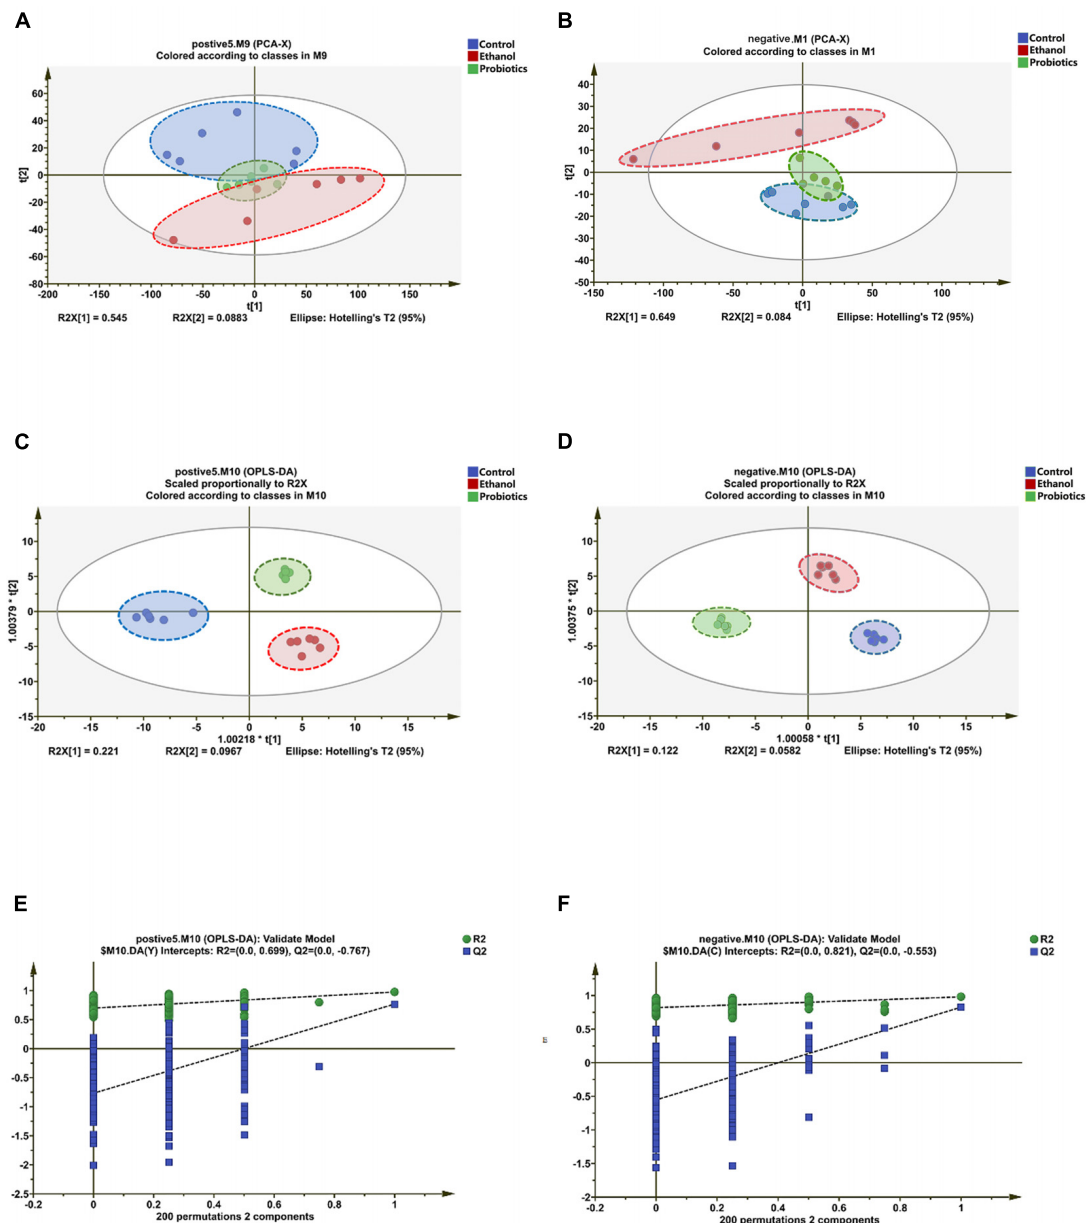 A
postive5.M9 (PCA-X)
Colored according to classes in M9
Control
Ethanol
Probiotics
60
40
20
0
-20
-40
-60
-80
t[2]
-200 -150 -100 -50 0 50 100 150
t[1]
R2X[1] = 0.545 R2X[2] = 0.0883 Ellipse: Hotelling's T2 (95%)
B
negative.M1 (PCA-X)
Colored according to classes in M1
Control
Ethanol
Probiotics
40
30
20
10
0
-10
-20
-30
-40
-50
t[2]
-150 -100 -50 0 50 100
t[1]
R2X[1] = 0.649 R2X[2] = 0.084 Ellipse: Hotelling's T2 (95%)
C
postive5.M10 (OPLS-DA)
Scaled proportionally to R2X
Colored according to classes in M10
Control
Ethanol
Probiotics
10
5
0
-5
-10
-15
1.00379 * t[2]
-20 -15 -10 -5 0 5 10 15
1.00218 * t[1]
R2X[1] = 0.221 R2X[2] = 0.0967 Ellipse: Hotelling's T2 (95%)
D
negative.M10 (OPLS-DA)
Scaled proportionally to R2X
Colored according to classes in M10
Control
Ethanol
Probiotics
10
5
0
-5
-10
-15
1.00375 * t[2]
-20 -15 -10 -5 0 5 10 15 20
1.00058 * t[1]
R2X[1] = 0.122 R2X[2] = 0.0582 Ellipse: Hotelling's T2 (95%)
E
postive5.M10 (OPLS-DA): Validate Model
$M10.DA(Y) Intercepts: R2=(0.0, 0.699), Q2=(0.0, -0.767)
R2
Q2
1
0.5
0
-0.5
-1
-1.5
-2
-2.5
-0.2 0 0.2 0.4 0.6 0.8 1
200 permutations 2 components
F
negative.M10 (OPLS-DA): Validate Model
$M10.DA(C) Intercepts: R2=(0.0, 0.821), Q2=(0.0, -0.553)
R2
Q2
1
0.5
0
-0.5
-1
-1.5
-2
-0.2 0 0.2 0.4 0.6 0.8 1
200 permutations 2 components